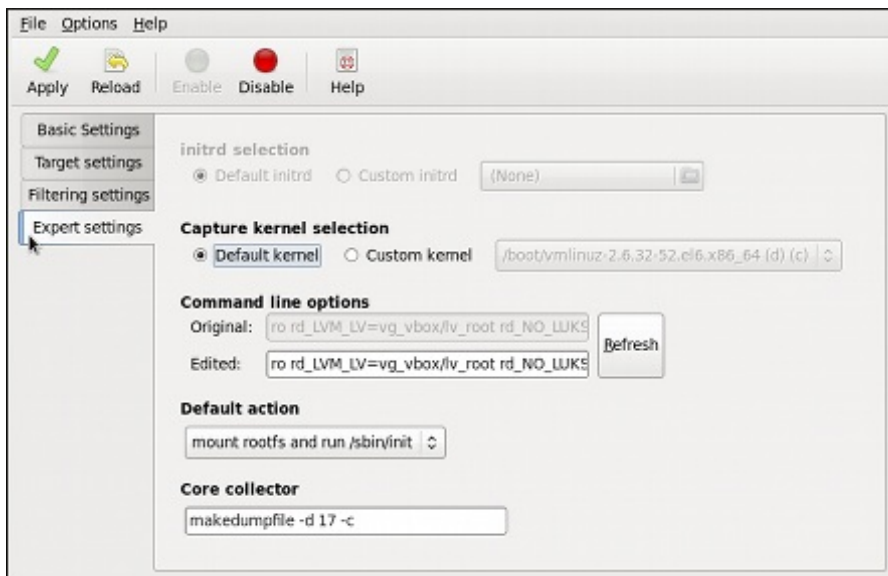 File Options Help
Apply Reload Enable Disable Help
Basic Settings
Target settings
Filtering settings
Expert settings
initrd selection
Default initrd Custom initrd (None)
Capture kernel selection
Default kernel Custom kernel /boot/vmlinuz-2.6.32-52.el6.x86_64 (d) (c)
Command line options
Original: ro rd_LVM_LV=vg_vbox/lv_root rd_NO_LUKS
Edited: ro rd_LVM_LV=vg_vbox/lv_root rd_NO_LUKS
Refresh
Default action
mount rootfs and run /sbin/init
Core collector
makedumpfile -d 17 -c